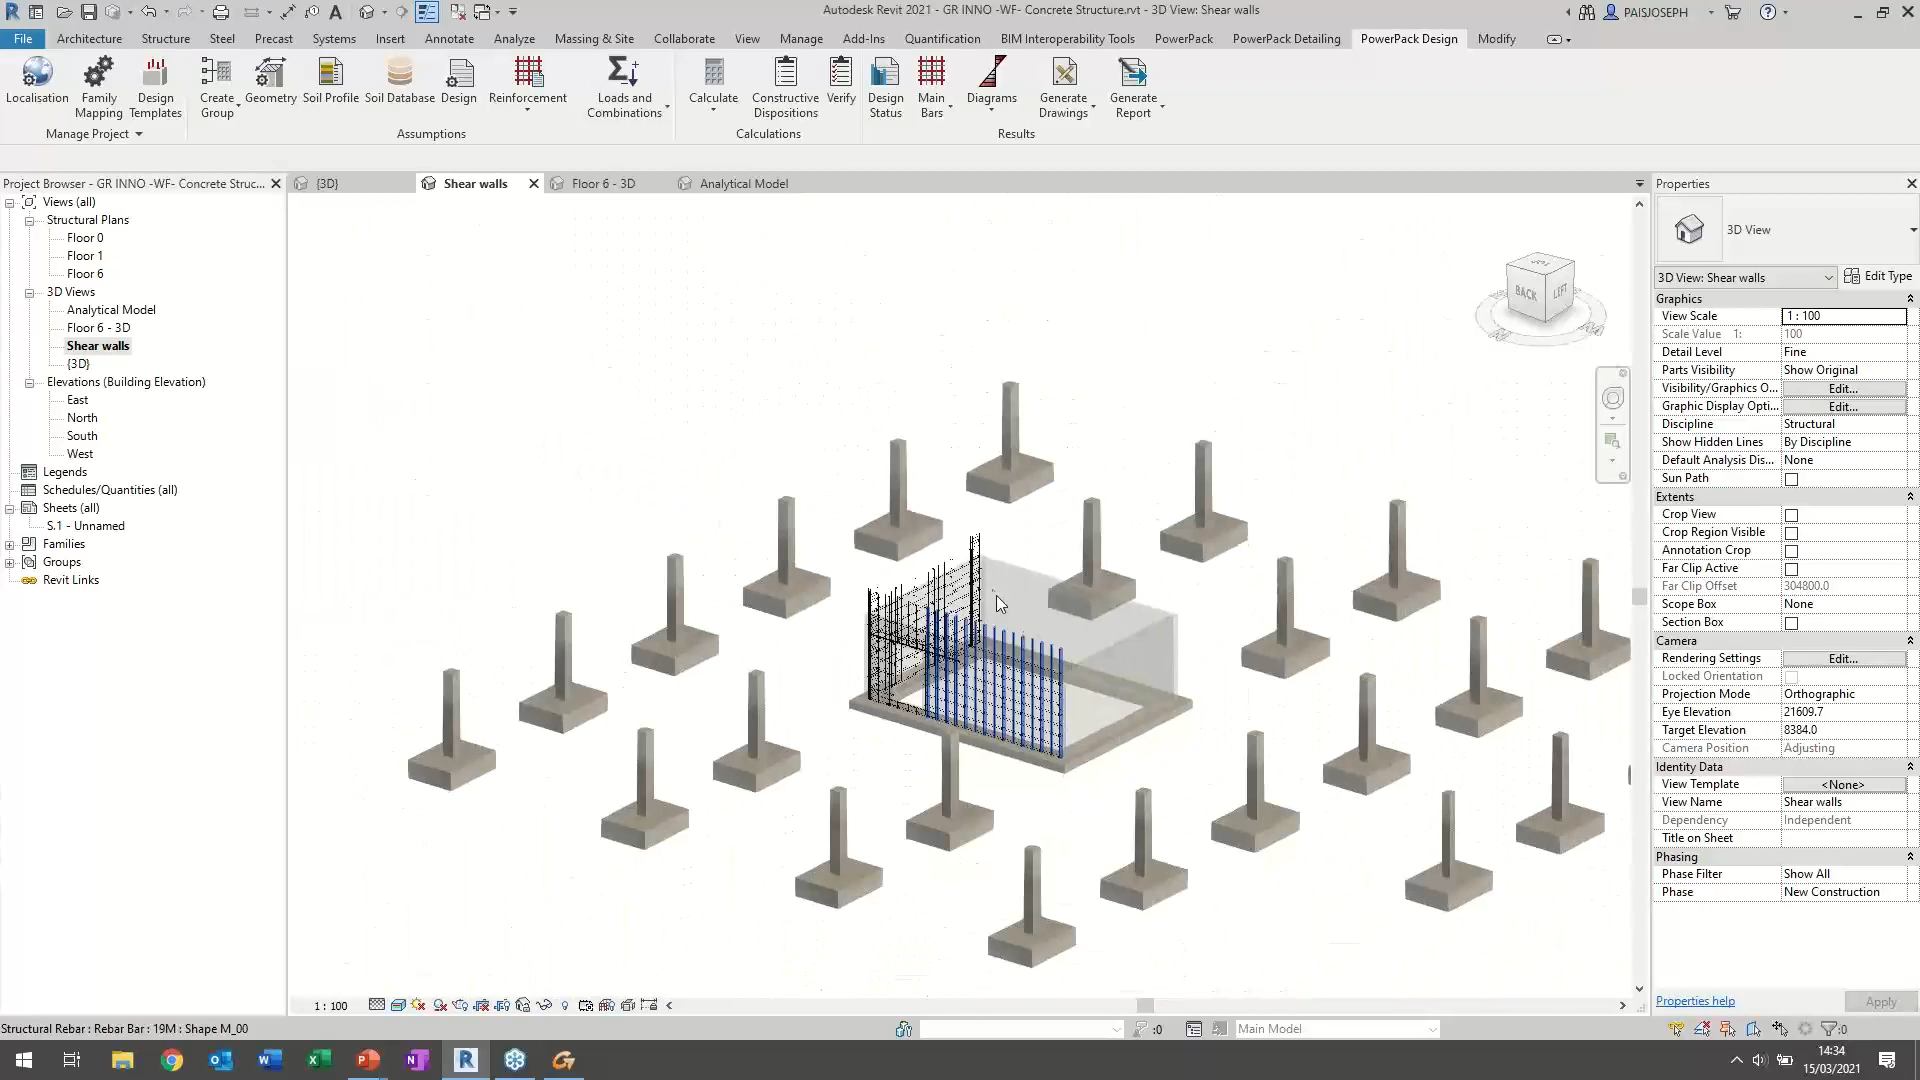 Autodesk Revit 2021 - GR INNO -WF- Concrete Structure.rvt - 3D View: Shear walls
PAISJOSEPH
File Architecture Structure Steel Precast Systems Insert Annotate Analyze Massing & Site Collaborate View Manage Add-Ins Quantification BIM Interoperability Tools PowerPack PowerPack Detailing PowerPack Design Modify
Localisation
Family Mapping
Design Templates
Create Group
Geometry
Soil Profile
Soil Database
Design
Reinforcement
Loads and Combinations
Calculate
Constructive Dispositions
Verify
Design Status
Main Bars
Diagrams
Generate Drawings
Generate Report
Manage Project
Assumptions
Calculations
Results
Project Browser - GR INNO -WF- Concrete Struc...
{3D}
Shear walls
Floor 6 - 3D
Analytical Model
Properties
Views (all)
Structural Plans
Floor 0
Floor 1
Floor 6
3D Views
Analytical Model
Floor 6 - 3D
Shear walls
{3D}
Elevations (Building Elevation)
East
North
South
West
Legends
Schedules/Quantities (all)
Sheets (all)
S.1 - Unnamed
Families
Groups
Revit Links
BACK
LEFT
3D View
3D View: Shear walls
Edit Type
Graphics
View Scale 1 : 100
Scale Value 1: 100
Detail Level Fine
Parts Visibility Show Original
Visibility/Graphics O... Edit...
Graphic Display Opti... Edit...
Discipline Structural
Show Hidden Lines By Discipline
Default Analysis Dis... None
Sun Path
Extents
Crop View
Crop Region Visible
Annotation Crop
Far Clip Active
Far Clip Offset 304800.0
Scope Box None
Section Box
Camera
Rendering Settings Edit...
Locked Orientation
Projection Mode Orthographic
Eye Elevation 21609.7
Target Elevation 8384.0
Camera Position Adjusting
Identity Data
View Template <None>
View Name Shear walls
Dependency Independent
Title on Sheet
Phasing
Phase Filter Show All
Phase New Construction
Properties help
Apply
1 : 100
Structural Rebar : Rebar Bar : 19M : Shape M_00
:0
Main Model
:0
14:34
15/03/2021